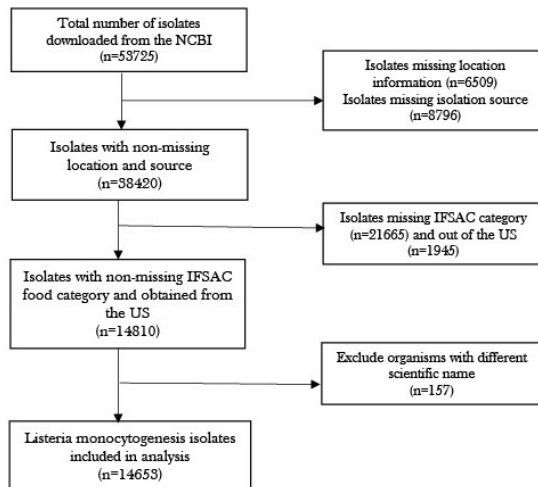 Total number of isolates
downloaded from the NCBI
(n=53725)
Isolates missing location
information (n=6509)
Isolates missing isolation source
(n=8796)
Isolates with non-missing
location and source
(n=38420)
Isolates missing IFSAC category
(n=21665) and out of the US
(n=1945)
Isolates with non-missing IFSAC
food category and obtained from
the US
(n=14810)
Exclude organisms with different
scientific name
(n=157)
Listeria monocytogenesis isolates
included in analysis
(n=14653)